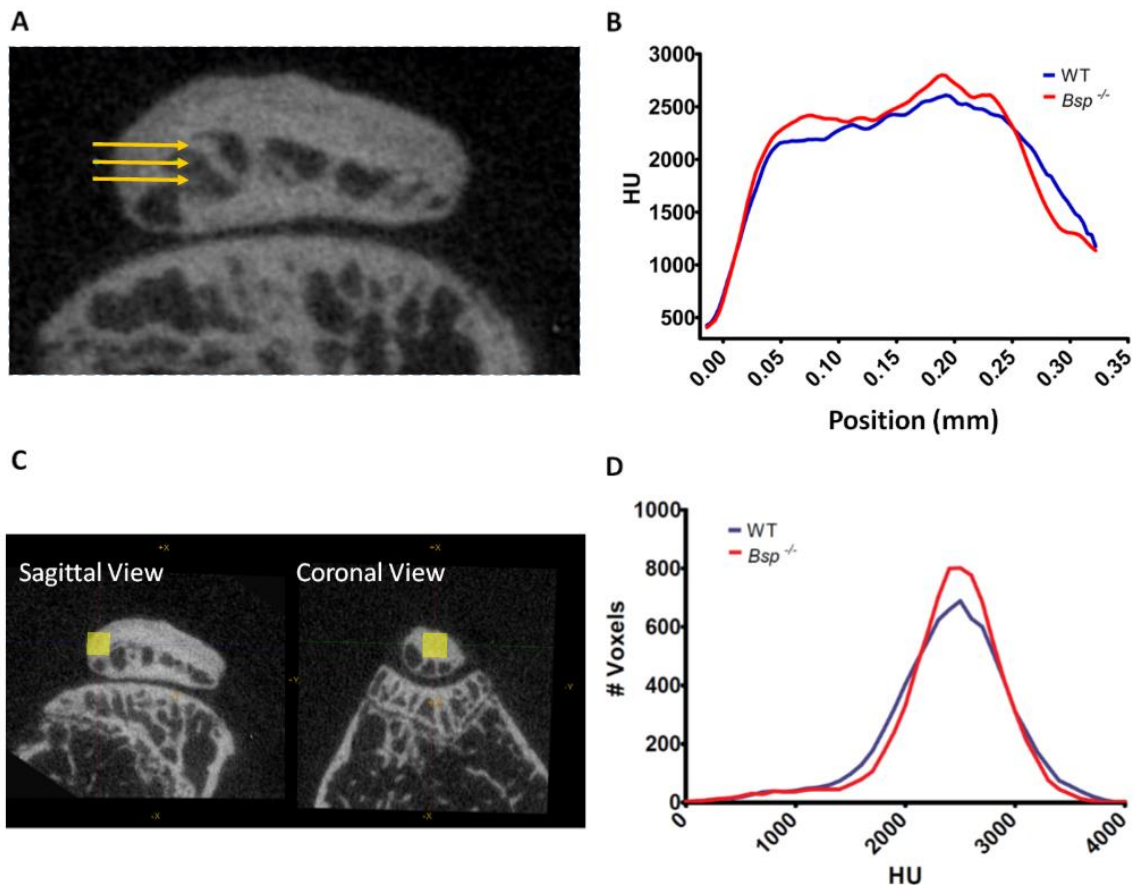 A
B
3000
2500
2000
1500
1000
500
HU
WT
Bsp -/-
0.00
0.05
0.10
0.15
0.20
0.25
0.30
0.35
Position (mm)
C
Sagittal View
Coronal View
+X
+X
-Y
-Y
-X
-X
D
1000
800
600
400
200
0
# Voxels
WT
Bsp -/-
0
1000
2000
3000
4000
HU